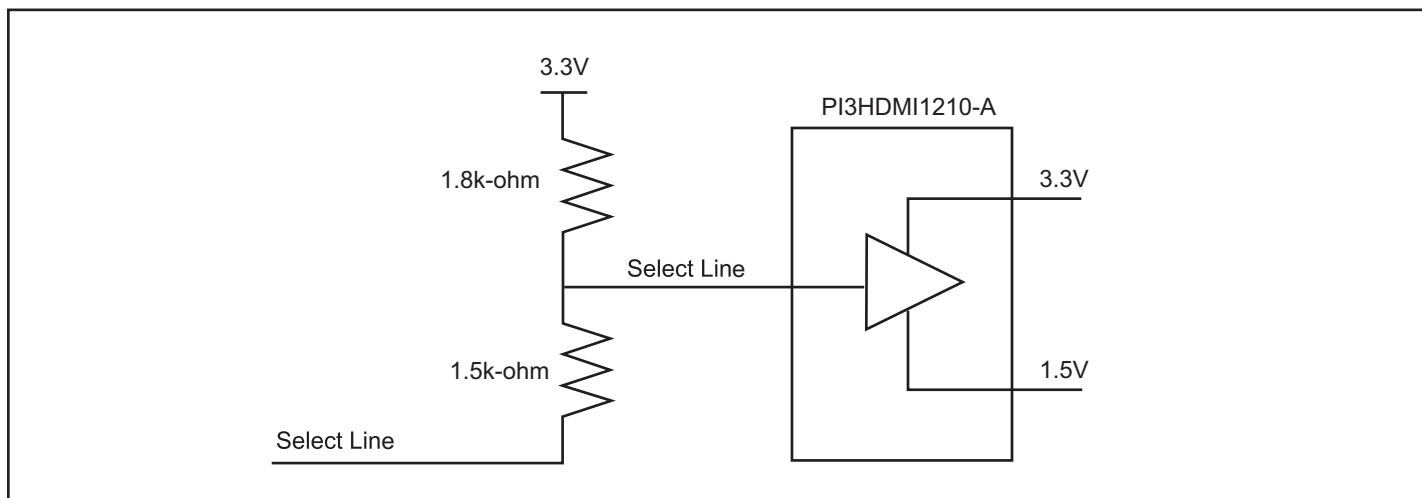 3.3V
PI3HDMI1210-A
1.8k-ohm
3.3V
Select Line
1.5k-ohm
1.5V
Select Line